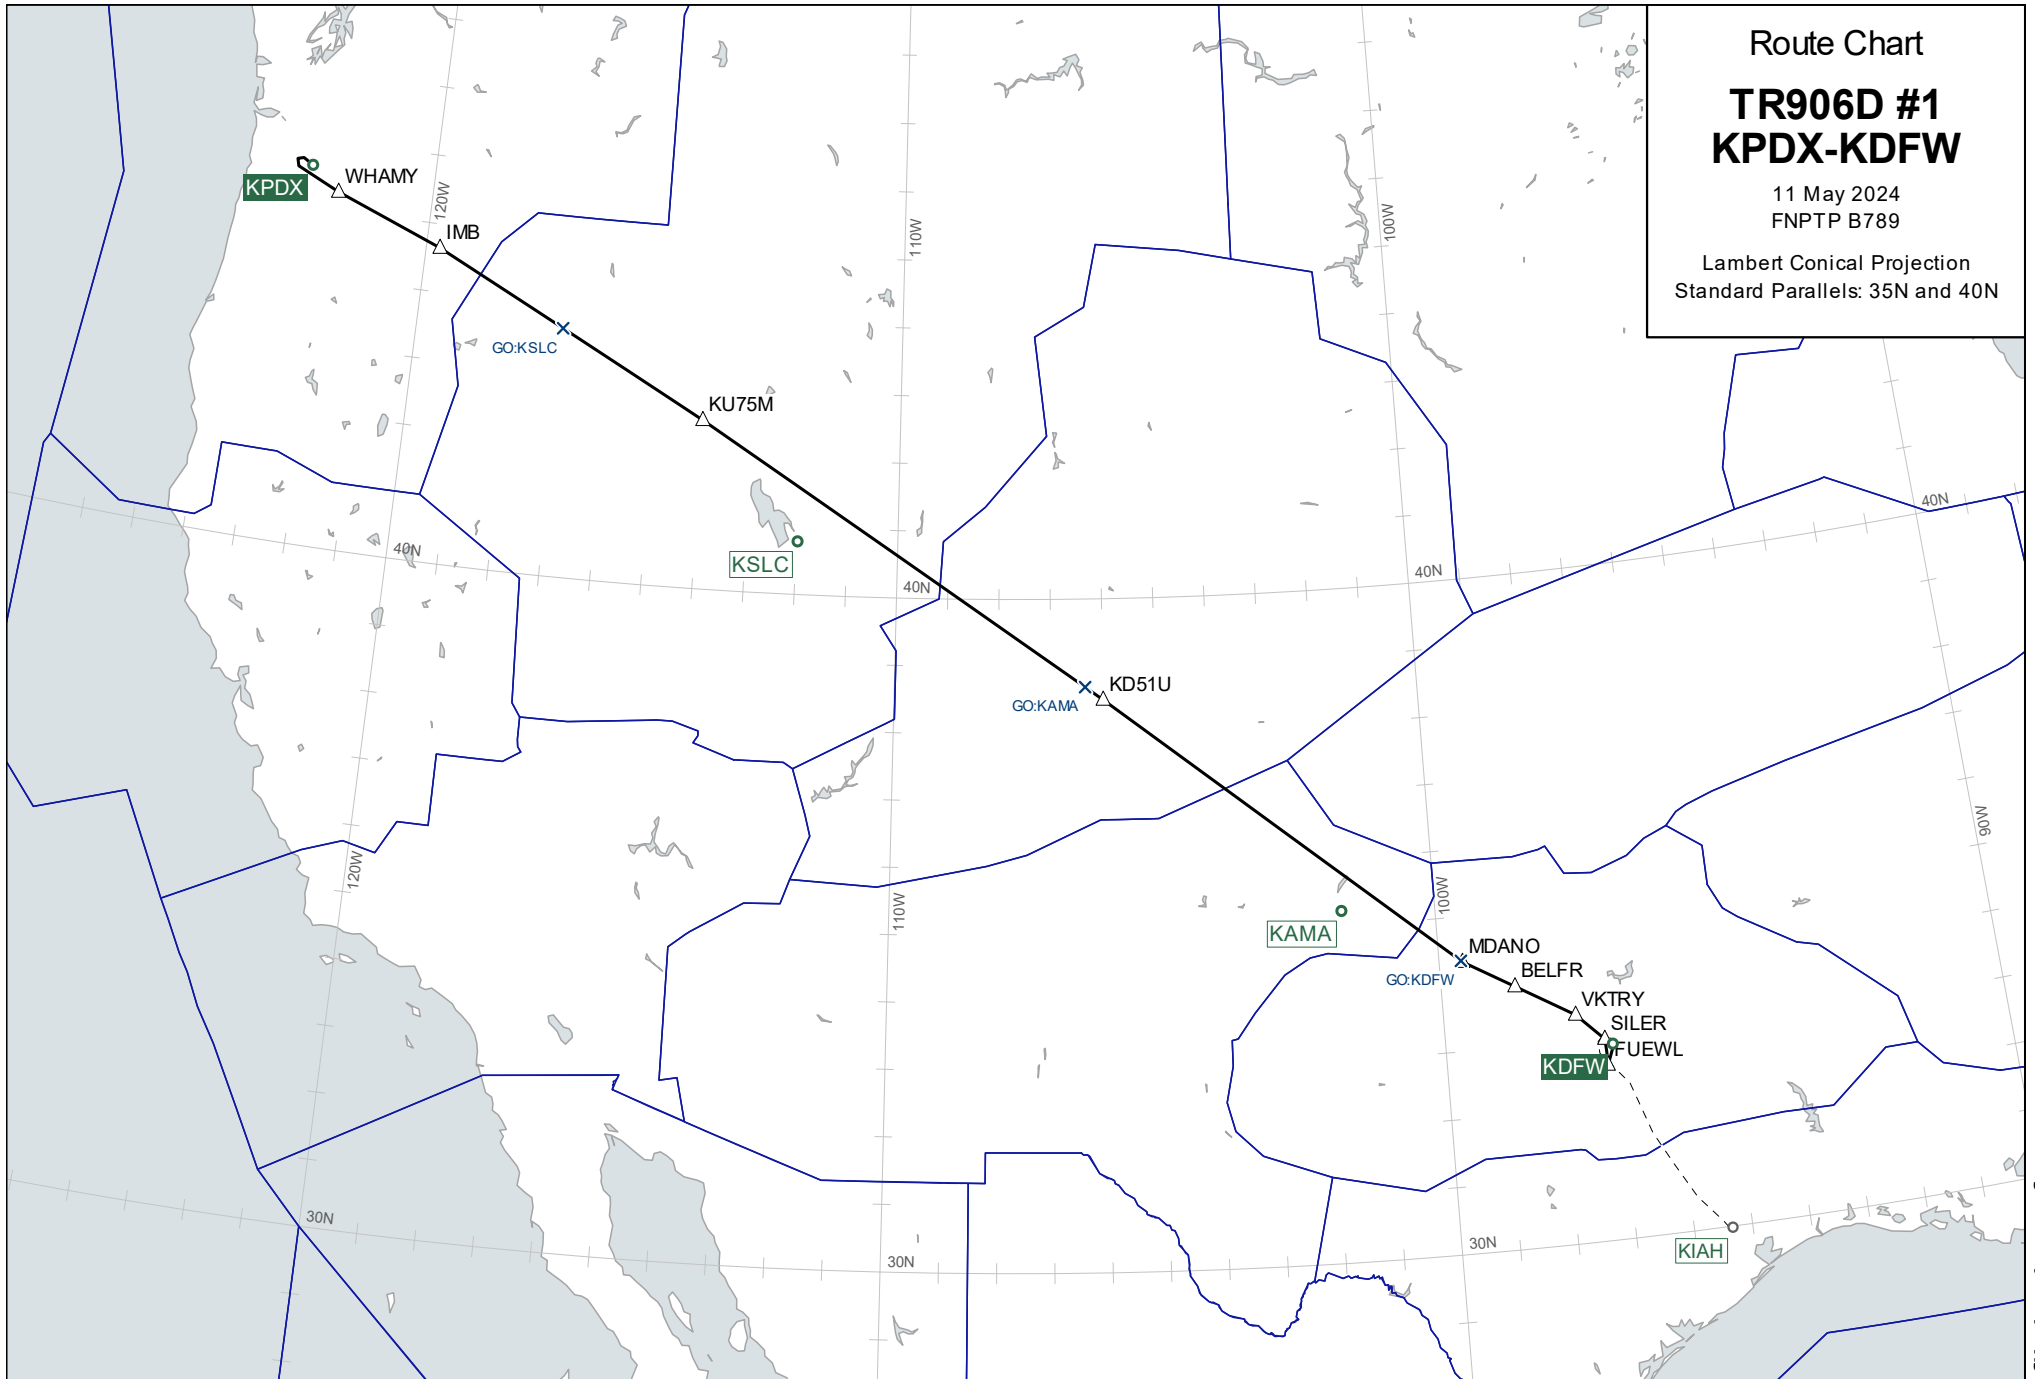 Route Chart
TR906D #1
KPDX-KDFW
11 May 2024
FNPTP B789
Lambert Conical Projection
Standard Parallels: 35N and 40N
KPDX
WHAMY
120W
IMB
110W
100W
GO:KSLC
KU75M
40N
40N
KSLC
40N
40N
KD51U
GO:KAMA
90W
120W
110W
100W
KAMA
MDANO
GO:KDFW
BELFR
VKTRY
SILER
FUEWL
KDFW
30N
30N
30N
KIAH